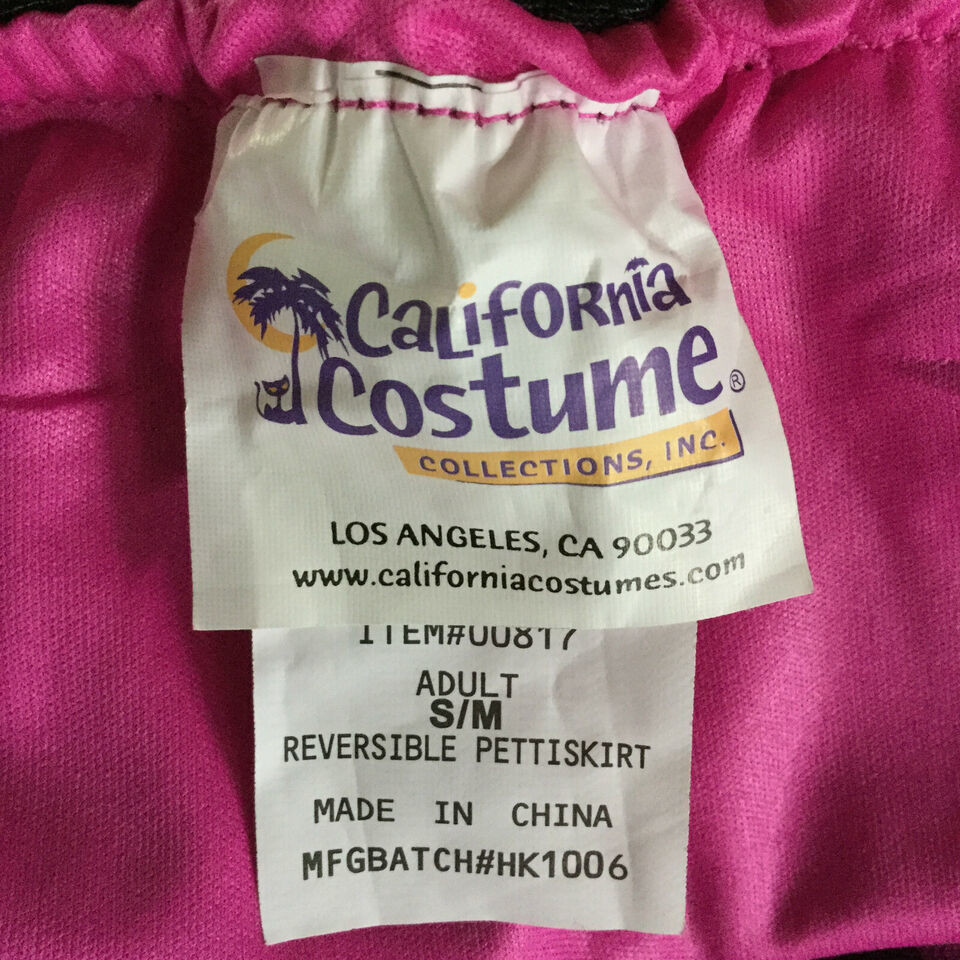 CaLifORnia
Costume®
COLLECTIONS, INC.
LOS ANGELES, CA 90033
www.californiacostumes.com
ITEM#00817
ADULT
S/M
REVERSIBLE PETTISKIRT
MADE IN CHINA
MFGBATCH#HK1006